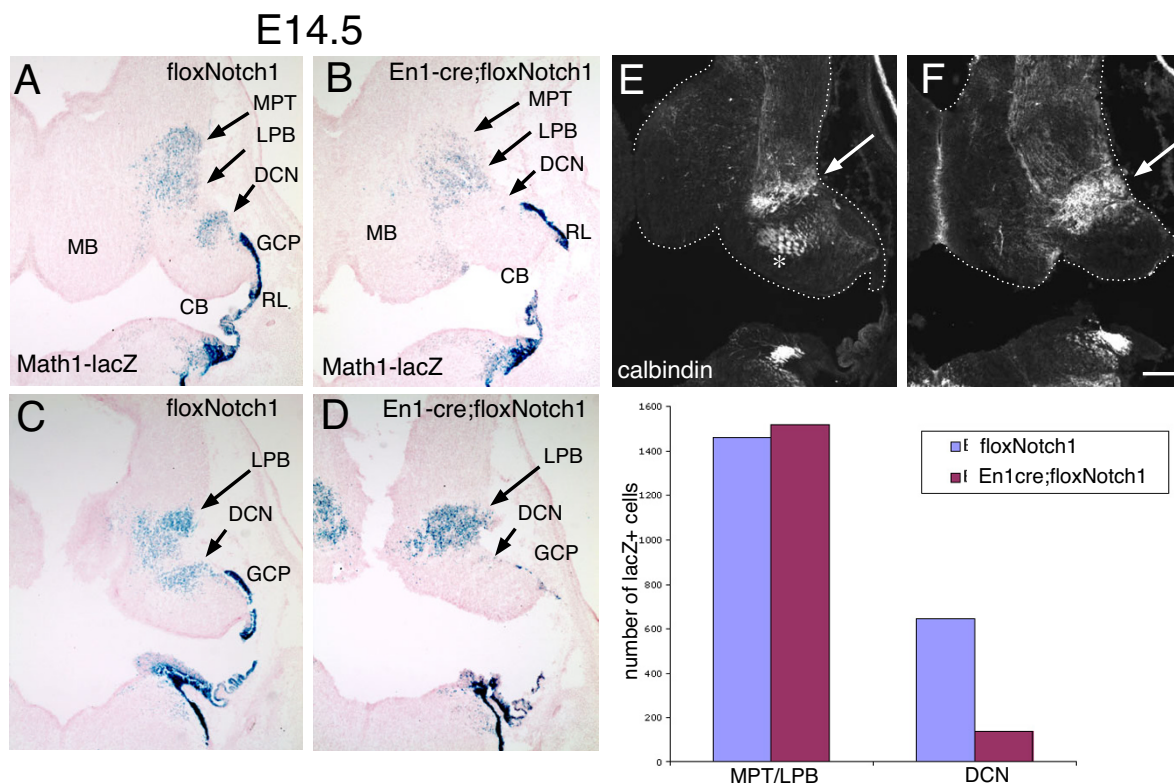 E14.5
A
floxNotch1
MPT
LPB
DCN
GCP
MB
CB
RL
Math1-lacZ
B
En1-cre;floxNotch1
MPT
LPB
DCN
MB
RL
CB
Math1-lacZ
E
*
calbindin
F
C
floxNotch1
LPB
DCN
GCP
D
En1-cre;floxNotch1
LPB
DCN
GCP
number of lacZ+ cells
1600
1400
1200
1000
800
600
400
200
0
MPT/LPB
DCN
floxNotch1
En1cre;floxNotch1